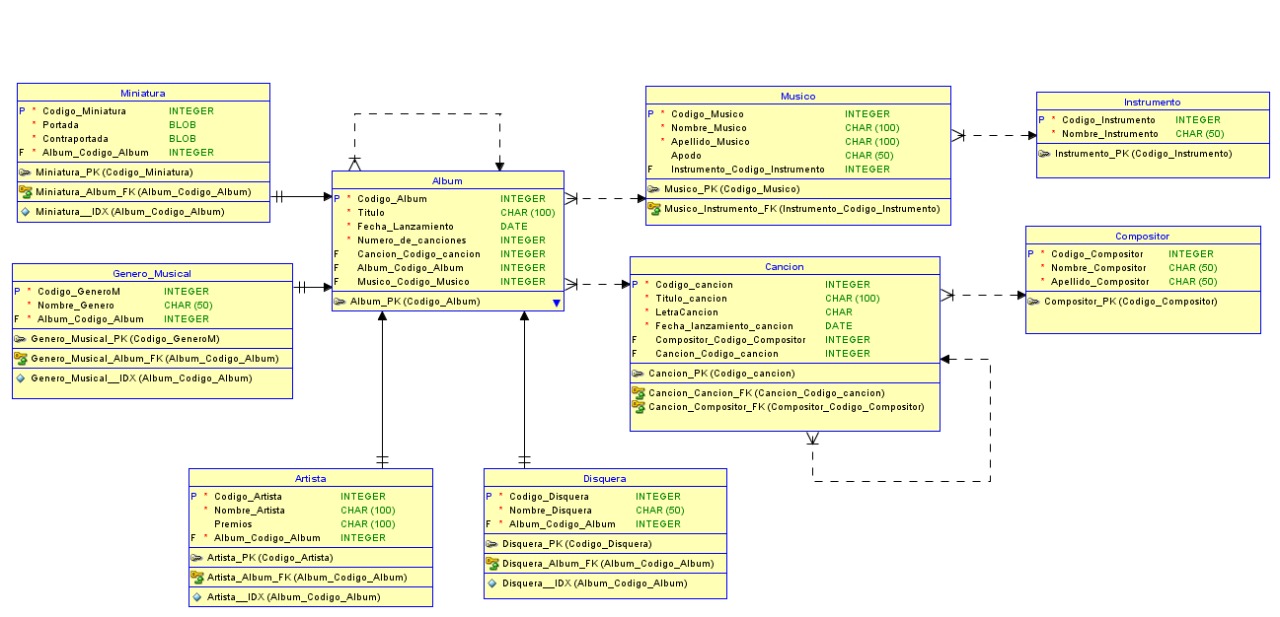 Miniatura
P * Codigo_Miniatura INTEGER
* Portada BLOB
* Contraportada BLOB
F * Album_Codigo_Album INTEGER
Miniatura_PK (Codigo_Miniatura)
Miniatura_Album_FK (Album_Codigo_Album)
Miniatura__IDX (Album_Codigo_Album)
Album
P * Codigo_Album INTEGER
* Titulo CHAR (100)
* Fecha_Lanzamiento DATE
* Numero_de_canciones INTEGER
F Cancion_Codigo_cancion INTEGER
F Album_Codigo_Album INTEGER
F Musico_Codigo_Musico INTEGER
Album_PK (Codigo_Album)
Musico
P * Codigo_Musico INTEGER
* Nombre_Musico CHAR (100)
* Apellido_Musico CHAR (100)
Apodo CHAR (50)
F Instrumento_Codigo_Instrumento INTEGER
Musico_PK (Codigo_Musico)
Musico_Instrumento_FK (Instrumento_Codigo_Instrumento)
Instrumento
P * Codigo_Instrumento INTEGER
* Nombre_Instrumento CHAR (50)
Instrumento_PK (Codigo_Instrumento)
Genero_Musical
P * Codigo_GeneroM INTEGER
* Nombre_Genero CHAR (50)
F * Album_Codigo_Album INTEGER
Genero_Musical_PK (Codigo_GeneroM)
Genero_Musical_Album_FK (Album_Codigo_Album)
Genero_Musical__IDX (Album_Codigo_Album)
Cancion
P * Codigo_cancion INTEGER
* Titulo_cancion CHAR (100)
* LetraCancion CHAR
* Fecha_lanzamiento_cancion DATE
F Compositor_Codigo_Compositor INTEGER
F Cancion_Codigo_cancion INTEGER
Cancion_PK (Codigo_cancion)
Cancion_Cancion_FK (Cancion_Codigo_cancion)
Cancion_Compositor_FK (Compositor_Codigo_Compositor)
Compositor
P * Codigo_Compositor INTEGER
* Nombre_Compositor CHAR (50)
* Apellido_Compositor CHAR (50)
Compositor_PK (Codigo_Compositor)
Artista
P * Codigo_Artista INTEGER
* Nombre_Artista CHAR (100)
Premios CHAR (100)
F * Album_Codigo_Album INTEGER
Artista_PK (Codigo_Artista)
Artista_Album_FK (Album_Codigo_Album)
Artista__IDX (Album_Codigo_Album)
Disquera
P * Codigo_Disquera INTEGER
* Nombre_Disquera CHAR (50)
F * Album_Codigo_Album INTEGER
Disquera_PK (Codigo_Disquera)
Disquera_Album_FK (Album_Codigo_Album)
Disquera__IDX (Album_Codigo_Album)